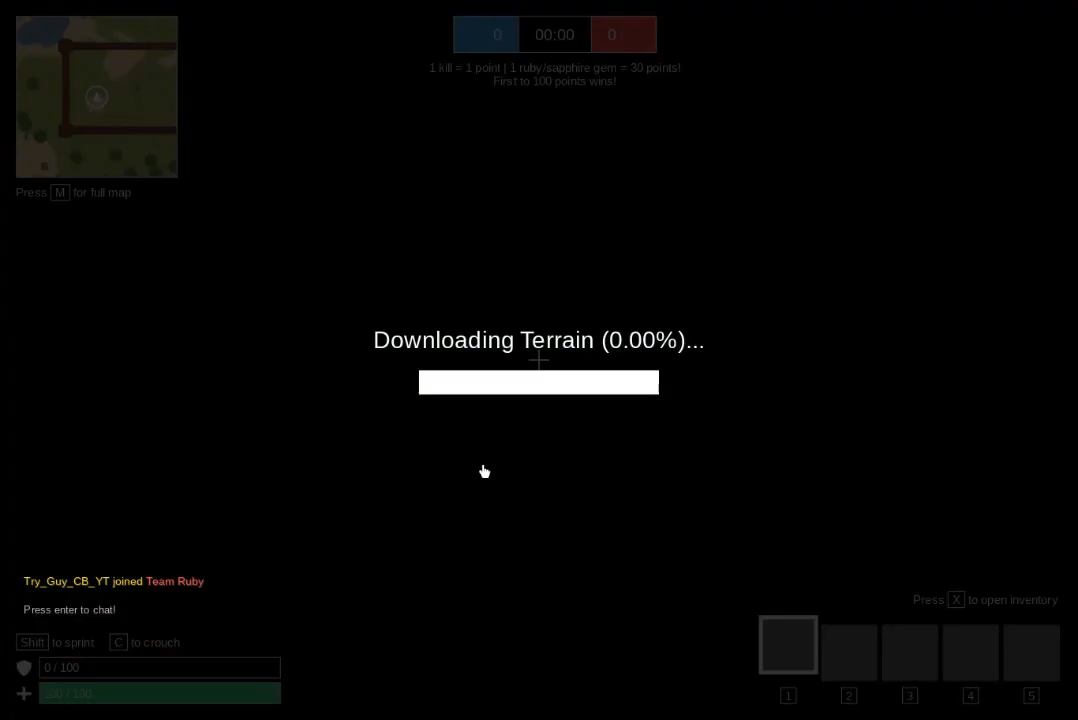 0 00:00 0
1 kill = 1 point | 1 ruby/sapphire gem = 30 points!
First to 100 points wins!
Press M for full map
Downloading Terrain (0.00%)...
Try_Guy_CB_YT joined Team Ruby
Press enter to chat!
Press X to open inventory
Shift to sprint C to crouch
0 / 100
100 / 100
1 2 3 4 5